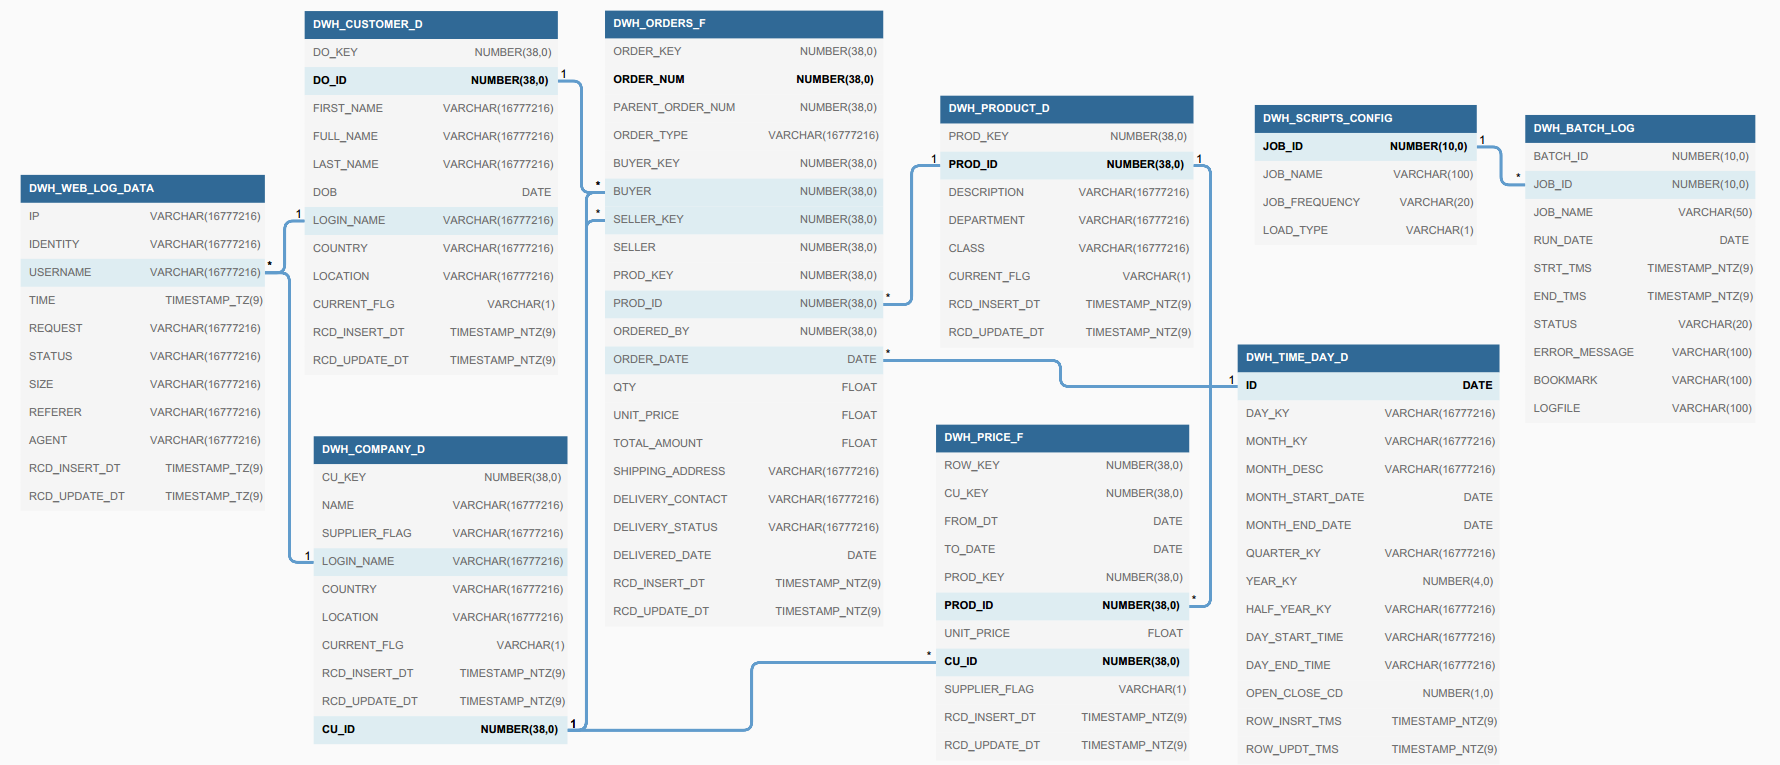 DWH_WEB_LOG_DATA
IP VARCHAR(16777216)
IDENTITY VARCHAR(16777216)
USERNAME VARCHAR(16777216) *
TIME TIMESTAMP_TZ(9)
REQUEST VARCHAR(16777216)
STATUS VARCHAR(16777216)
SIZE VARCHAR(16777216)
REFERER VARCHAR(16777216)
AGENT VARCHAR(16777216)
RCD_INSERT_DT TIMESTAMP_TZ(9)
RCD_UPDATE_DT TIMESTAMP_TZ(9)
DWH_CUSTOMER_D
DO_KEY NUMBER(38,0)
DO_ID NUMBER(38,0) 1
FIRST_NAME VARCHAR(16777216)
FULL_NAME VARCHAR(16777216)
LAST_NAME VARCHAR(16777216)
DOB DATE
1 LOGIN_NAME VARCHAR(16777216)
COUNTRY VARCHAR(16777216)
LOCATION VARCHAR(16777216)
CURRENT_FLG VARCHAR(1)
RCD_INSERT_DT TIMESTAMP_NTZ(9)
RCD_UPDATE_DT TIMESTAMP_NTZ(9)
DWH_COMPANY_D
CU_KEY NUMBER(38,0)
NAME VARCHAR(16777216)
SUPPLIER_FLAG VARCHAR(16777216)
1 LOGIN_NAME VARCHAR(16777216)
COUNTRY VARCHAR(16777216)
LOCATION VARCHAR(16777216)
CURRENT_FLG VARCHAR(1)
RCD_INSERT_DT TIMESTAMP_NTZ(9)
RCD_UPDATE_DT TIMESTAMP_NTZ(9)
CU_ID NUMBER(38,0) 1
DWH_ORDERS_F
ORDER_KEY NUMBER(38,0)
ORDER_NUM NUMBER(38,0)
PARENT_ORDER_NUM NUMBER(38,0)
ORDER_TYPE VARCHAR(16777216)
BUYER_KEY NUMBER(38,0)
* BUYER NUMBER(38,0)
* SELLER_KEY NUMBER(38,0)
SELLER NUMBER(38,0)
PROD_KEY NUMBER(38,0)
PROD_ID NUMBER(38,0) *
ORDERED_BY NUMBER(38,0)
ORDER_DATE DATE *
QTY FLOAT
UNIT_PRICE FLOAT
TOTAL_AMOUNT FLOAT
SHIPPING_ADDRESS VARCHAR(16777216)
DELIVERY_CONTACT VARCHAR(16777216)
DELIVERY_STATUS VARCHAR(16777216)
DELIVERED_DATE DATE
RCD_INSERT_DT TIMESTAMP_NTZ(9)
RCD_UPDATE_DT TIMESTAMP_NTZ(9)
DWH_PRODUCT_D
PROD_KEY NUMBER(38,0)
1 PROD_ID NUMBER(38,0) 1
DESCRIPTION VARCHAR(16777216)
DEPARTMENT VARCHAR(16777216)
CLASS VARCHAR(16777216)
CURRENT_FLG VARCHAR(1)
RCD_INSERT_DT TIMESTAMP_NTZ(9)
RCD_UPDATE_DT TIMESTAMP_NTZ(9)
DWH_PRICE_F
ROW_KEY NUMBER(38,0)
CU_KEY NUMBER(38,0)
FROM_DT DATE
TO_DATE DATE
PROD_KEY NUMBER(38,0)
PROD_ID NUMBER(38,0) *
UNIT_PRICE FLOAT
* CU_ID NUMBER(38,0)
SUPPLIER_FLAG VARCHAR(1)
RCD_INSERT_DT TIMESTAMP_NTZ(9)
RCD_UPDATE_DT TIMESTAMP_NTZ(9)
DWH_SCRIPTS_CONFIG
JOB_ID NUMBER(10,0) 1
JOB_NAME VARCHAR(100)
JOB_FREQUENCY VARCHAR(20)
LOAD_TYPE VARCHAR(1)
DWH_TIME_DAY_D
1 ID DATE
DAY_KY VARCHAR(16777216)
MONTH_KY VARCHAR(16777216)
MONTH_DESC VARCHAR(16777216)
MONTH_START_DATE DATE
MONTH_END_DATE DATE
QUARTER_KY VARCHAR(16777216)
YEAR_KY NUMBER(4,0)
HALF_YEAR_KY VARCHAR(16777216)
DAY_START_TIME VARCHAR(16777216)
DAY_END_TIME VARCHAR(16777216)
OPEN_CLOSE_CD NUMBER(1,0)
ROW_INSRT_TMS TIMESTAMP_NTZ(9)
ROW_UPDT_TMS TIMESTAMP_NTZ(9)
DWH_BATCH_LOG
BATCH_ID NUMBER(10,0)
* JOB_ID NUMBER(10,0)
JOB_NAME VARCHAR(50)
RUN_DATE DATE
STRT_TMS TIMESTAMP_NTZ(9)
END_TMS TIMESTAMP_NTZ(9)
STATUS VARCHAR(20)
ERROR_MESSAGE VARCHAR(100)
BOOKMARK VARCHAR(100)
LOGFILE VARCHAR(100)